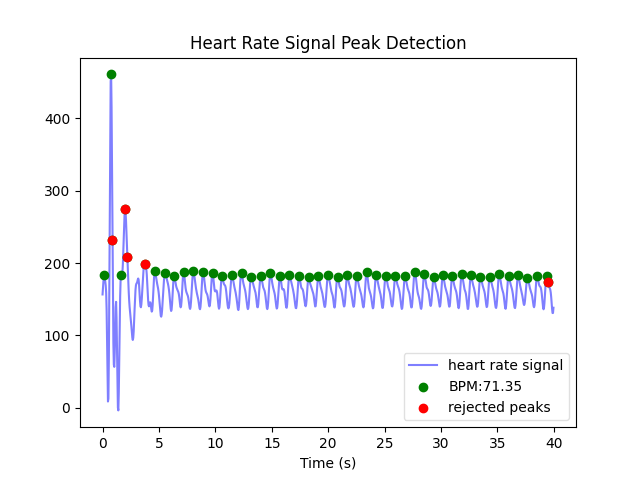 Heart Rate Signal Peak Detection
400
300
200
100
0
heart rate signal
BPM:71.35
rejected peaks
0 5 10 15 20 25 30 35 40
Time (s)